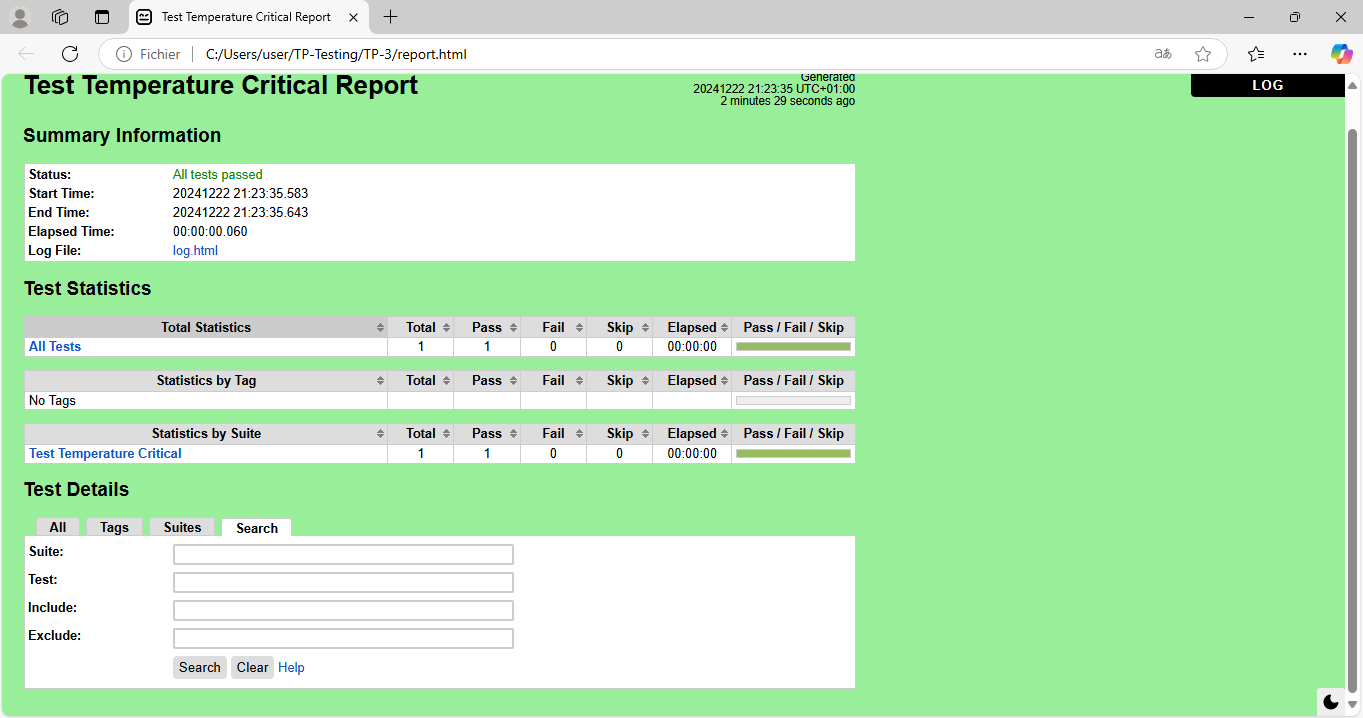 Test Temperature Critical Report
Fichier C:/Users/user/TP-Testing/TP-3/report.html aあ
Test Temperature Critical Report
Generated
20241222 21:23:35 UTC+01:00
2 minutes 29 seconds ago
LOG
Summary Information
Status: All tests passed
Start Time: 20241222 21:23:35.583
End Time: 20241222 21:23:35.643
Elapsed Time: 00:00:00.060
Log File: log.html
Test Statistics
Total Statistics Total Pass Fail Skip Elapsed Pass / Fail / Skip
All Tests 1 1 0 0 00:00:00
Statistics by Tag Total Pass Fail Skip Elapsed Pass / Fail / Skip
No Tags
Statistics by Suite Total Pass Fail Skip Elapsed Pass / Fail / Skip
Test Temperature Critical 1 1 0 0 00:00:00
Test Details
All Tags Suites Search
Suite:
Test:
Include:
Exclude:
Search Clear Help